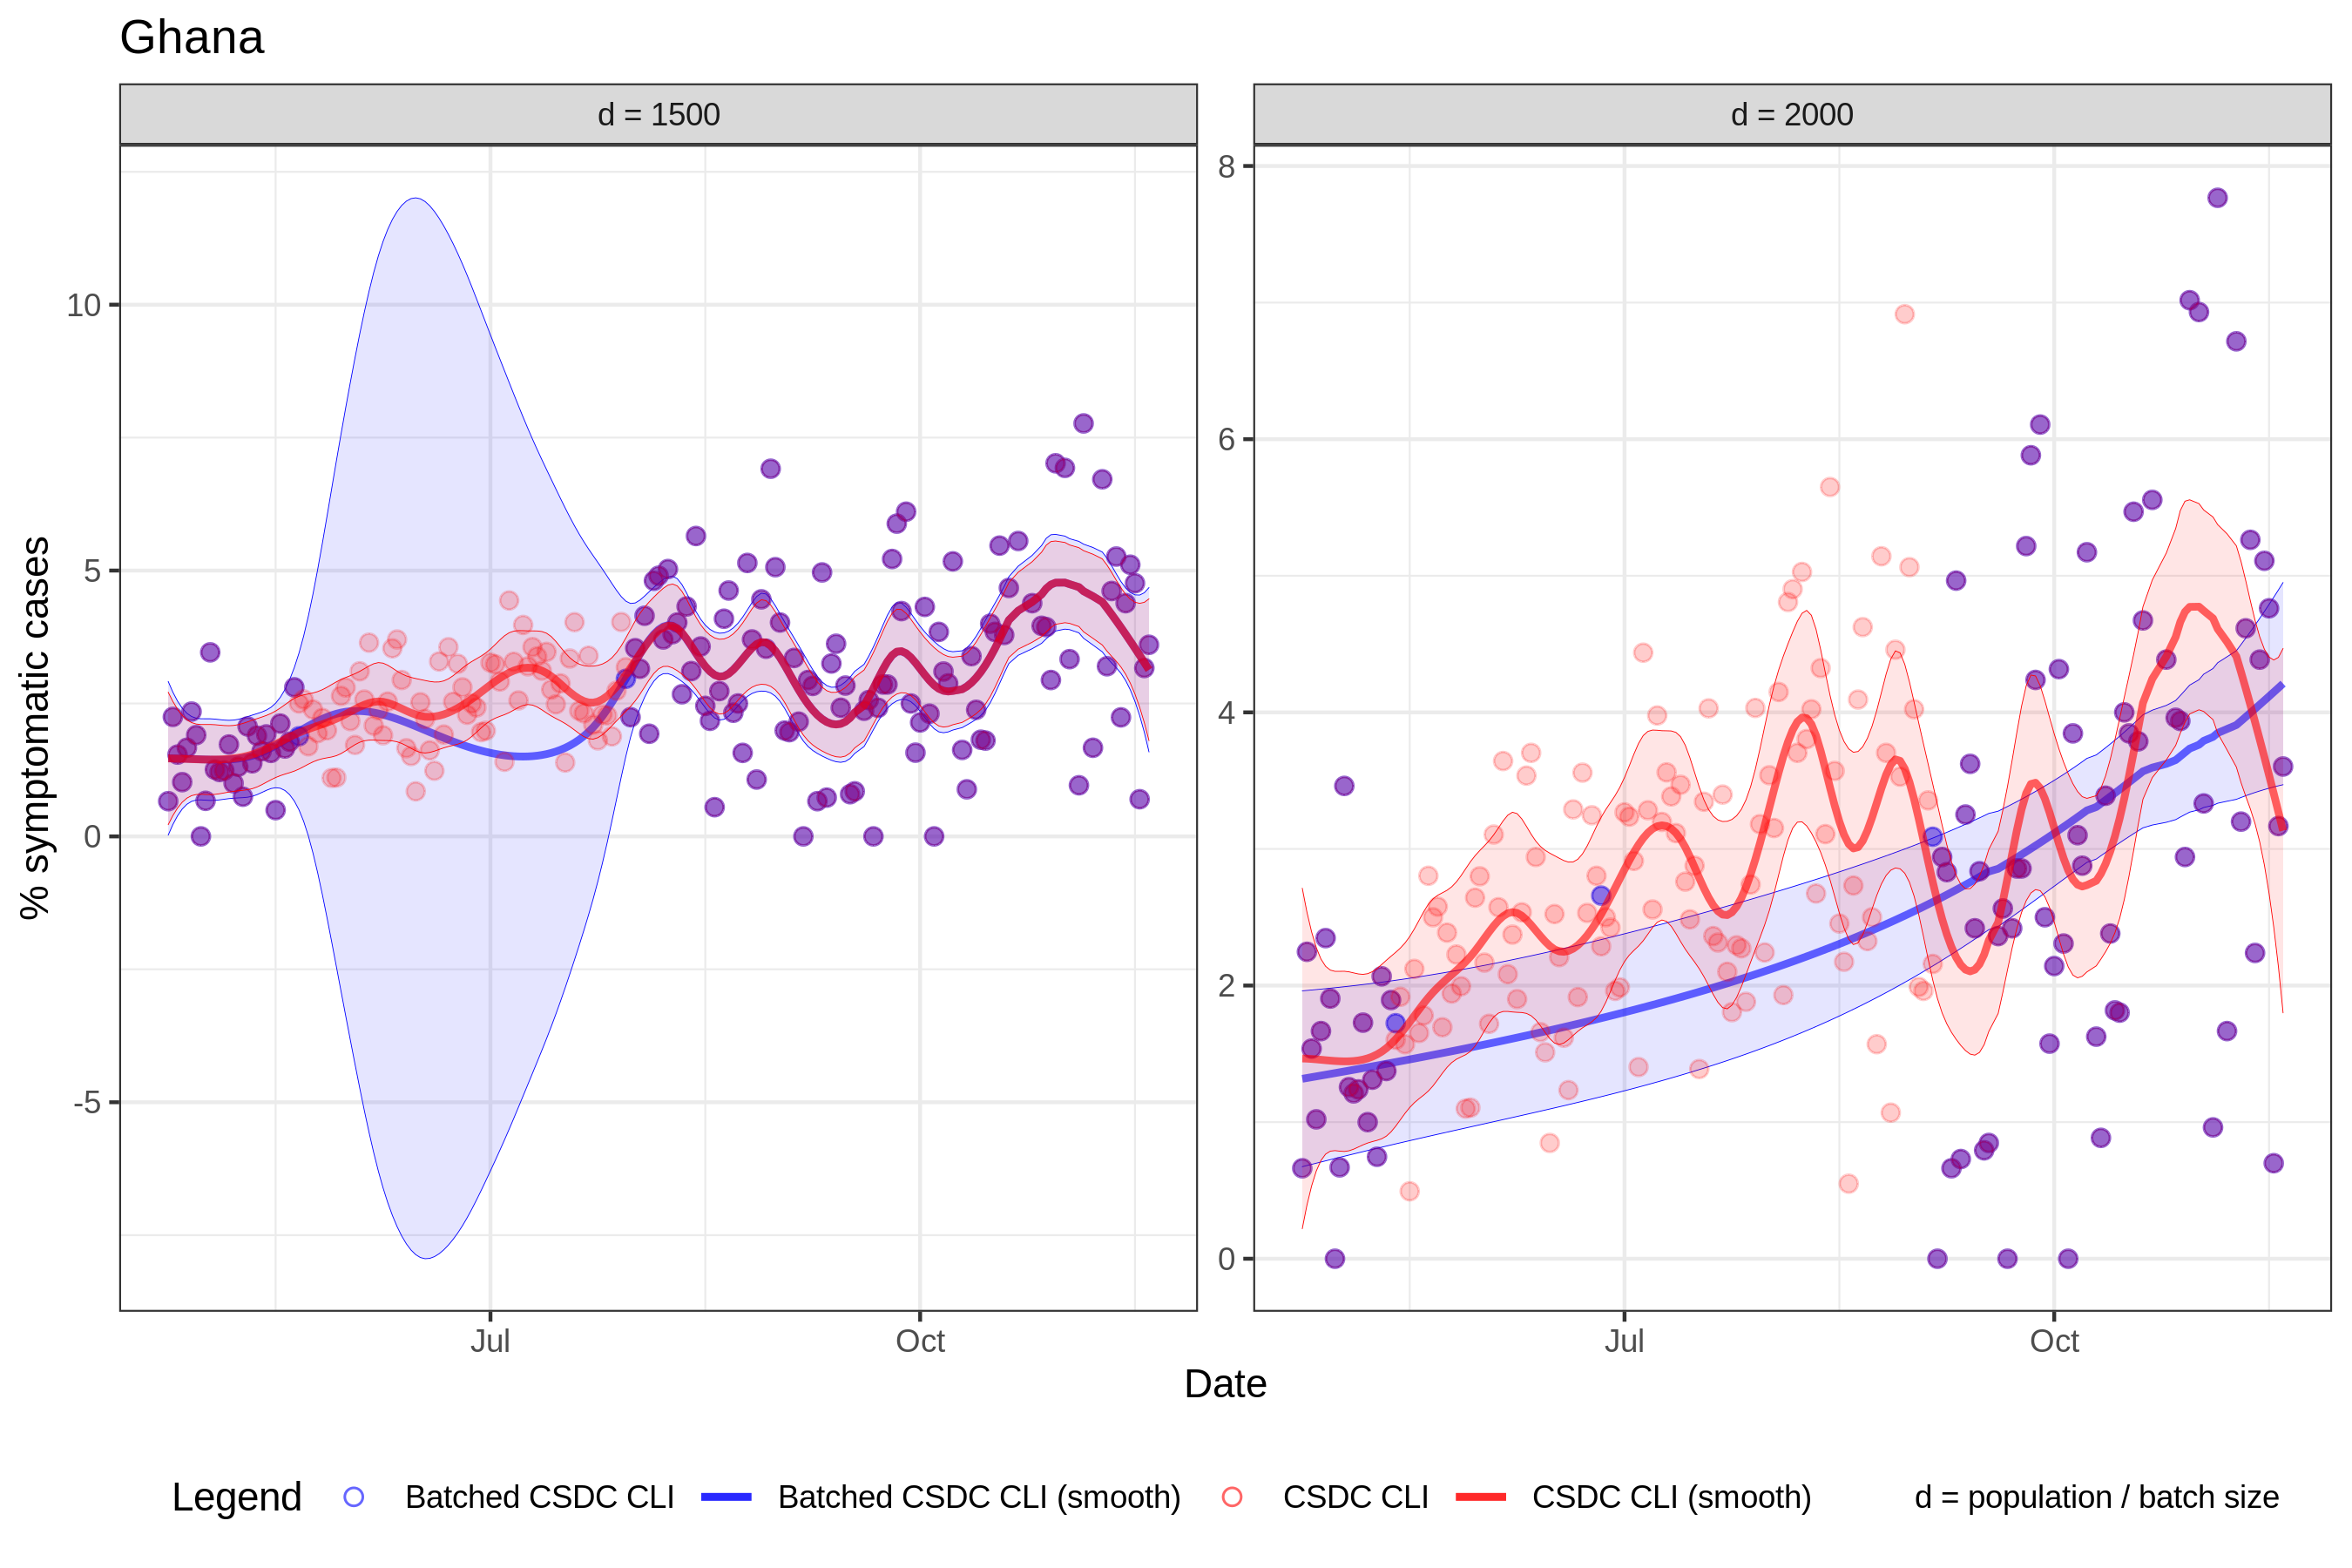 Ghana
d = 1500
d = 2000
% symptomatic cases
10
5
0
-5
8
6
4
2
0
Jul
Oct
Jul
Oct
Date
Legend
Batched CSDC CLI
Batched CSDC CLI (smooth)
CSDC CLI
CSDC CLI (smooth)
d = population / batch size